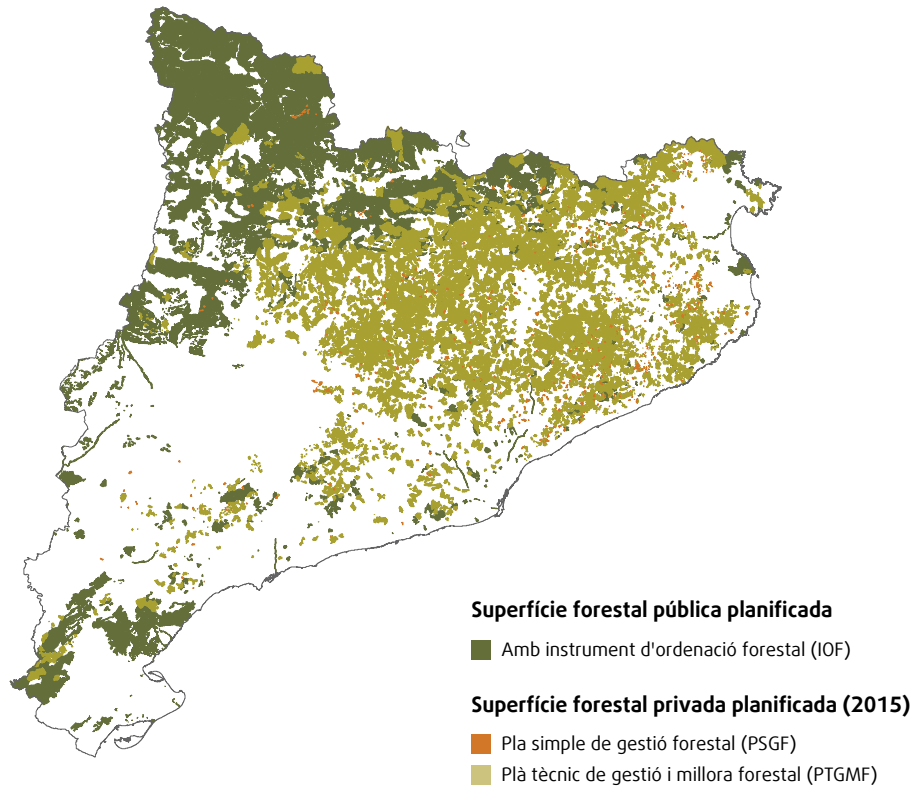 Superfície forestal pública planificada
Amb instrument d'ordenació forestal (IOF)
Superfície forestal privada planificada (2015)
Pla simple de gestió forestal (PSGF)
Plà tècnic de gestió i millora forestal (PTGMF)